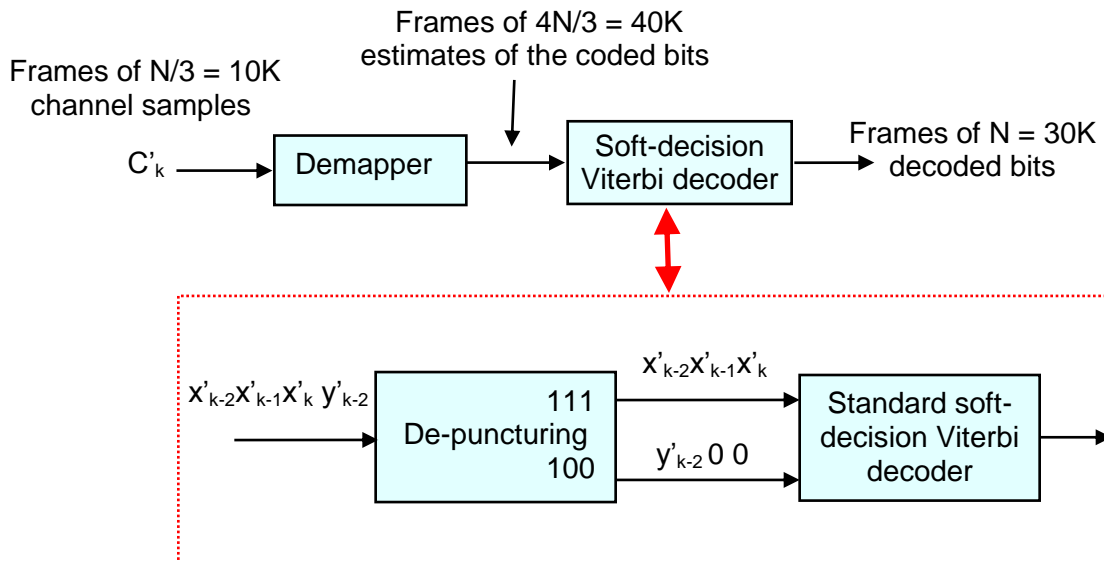 Frames of 4N/3 = 40K
estimates of the coded bits
Frames of N/3 = 10K
channel samples
C’k
Demapper
Soft-decision
Viterbi decoder
Frames of N = 30K
decoded bits
x’k-2x’k-1x’k y’k-2
111
De-puncturing
100
x’k-2x’k-1x’k
y’k-2 0 0
Standard soft-
decision Viterbi
decoder